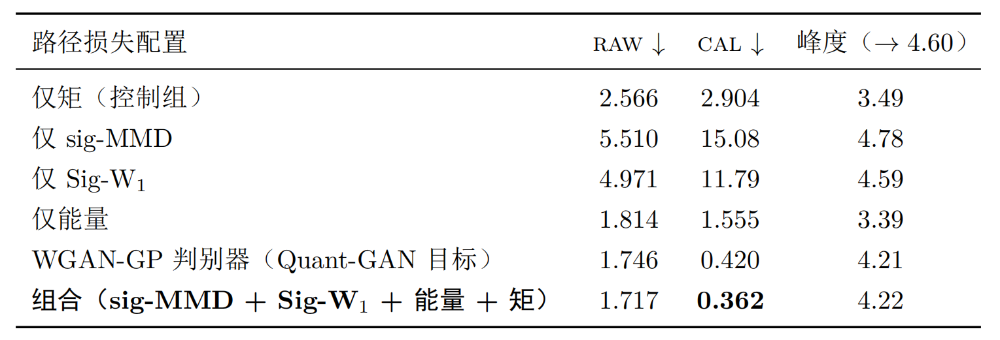 路径损失配置 RAW ↓ CAL ↓ 峰度（→ 4.60）
仅矩（控制组） 2.566 2.904 3.49
仅 sig-MMD 5.510 15.08 4.78
仅 Sig-W₁ 4.971 11.79 4.59
仅能量 1.814 1.555 3.39
WGAN-GP 判别器（Quant-GAN 目标） 1.746 0.420 4.21
组合（sig-MMD + Sig-W₁ + 能量 + 矩） 1.717 0.362 4.22